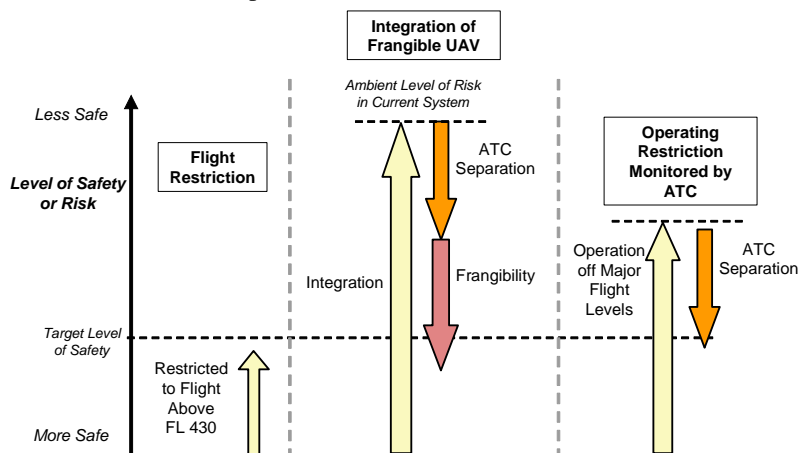 Integration of
Frangible UAV
Ambient Level of Risk
in Current System
Less Safe
Flight
Restriction
ATC
Separation
Operating
Restriction
Monitored by
ATC
Level of Safety
or Risk
Integration
Frangibility
Operation
off Major
Flight
Levels
ATC
Separation
Target Level
of Safety
Restricted
to Flight
Above
FL 430
More Safe